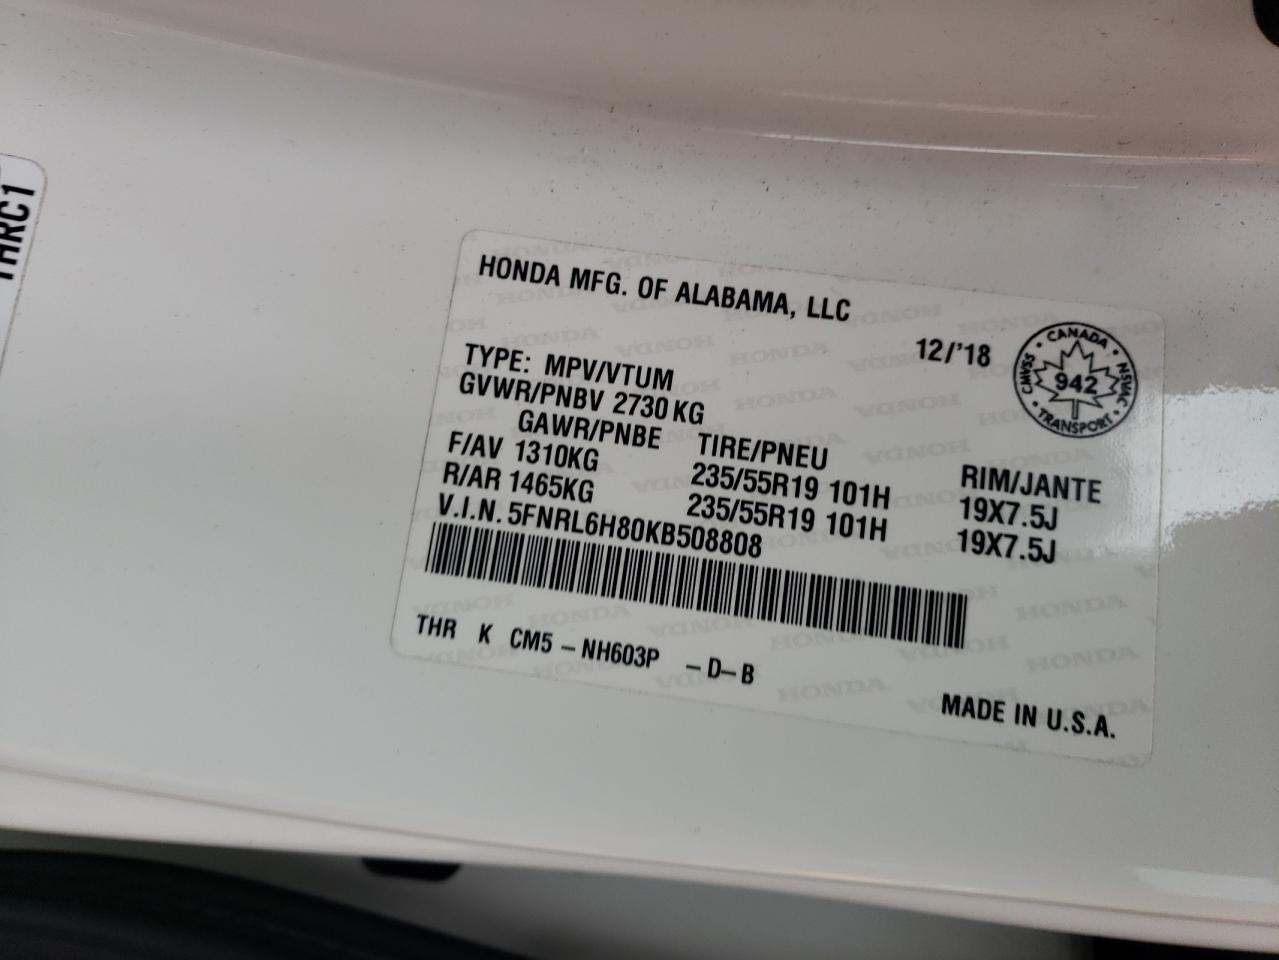 THRC1
HONDA MFG. OF ALABAMA, LLC
12/'18
CANADA
CMVSS
942
NSVAC
TRANSPORT
TYPE: MPV/VTUM
GVWR/PNBV 2730 KG
GAWR/PNBE TIRE/PNEU RIM/JANTE
F/AV 1310KG 235/55R19 101H 19X7.5J
R/AR 1465KG 235/55R19 101H 19X7.5J
V.I.N. 5FNRL6H80KB508808
THR K CM5 – NH603P – D – B
MADE IN U.S.A.